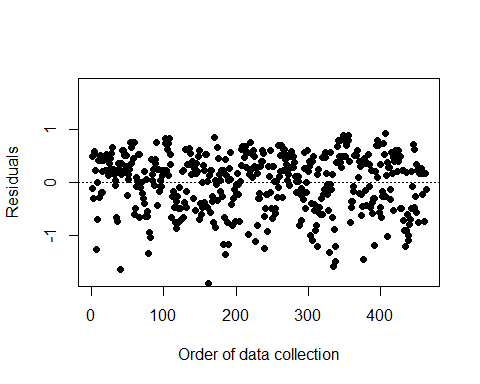 1
0
-1
Residuals
0 100 200 300 400
Order of data collection